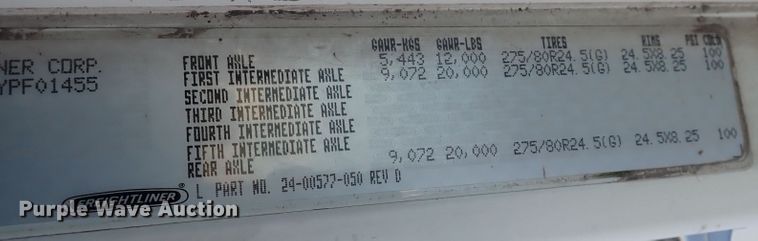 GAWR-KGS GAWR-LBS TIRES RIMS PSI COLD
NER CORP. FRONT AXLE 5,443 12,000 275/80R24.5(G) 24.5X8.25 100
YPF01455 FIRST INTERMEDIATE AXLE 9,072 20,000 275/80R24.5(G) 24.5X8.25 100
SECOND INTERMEDIATE AXLE
THIRD INTERMEDIATE AXLE
FOURTH INTERMEDIATE AXLE
FIFTH INTERMEDIATE AXLE
REAR AXLE 9,072 20,000 275/80R24.5(G) 24.5X8.25 100
L PART NO. 24-00577-050 REV D
FREIGHTLINER
Purple Wave Auction